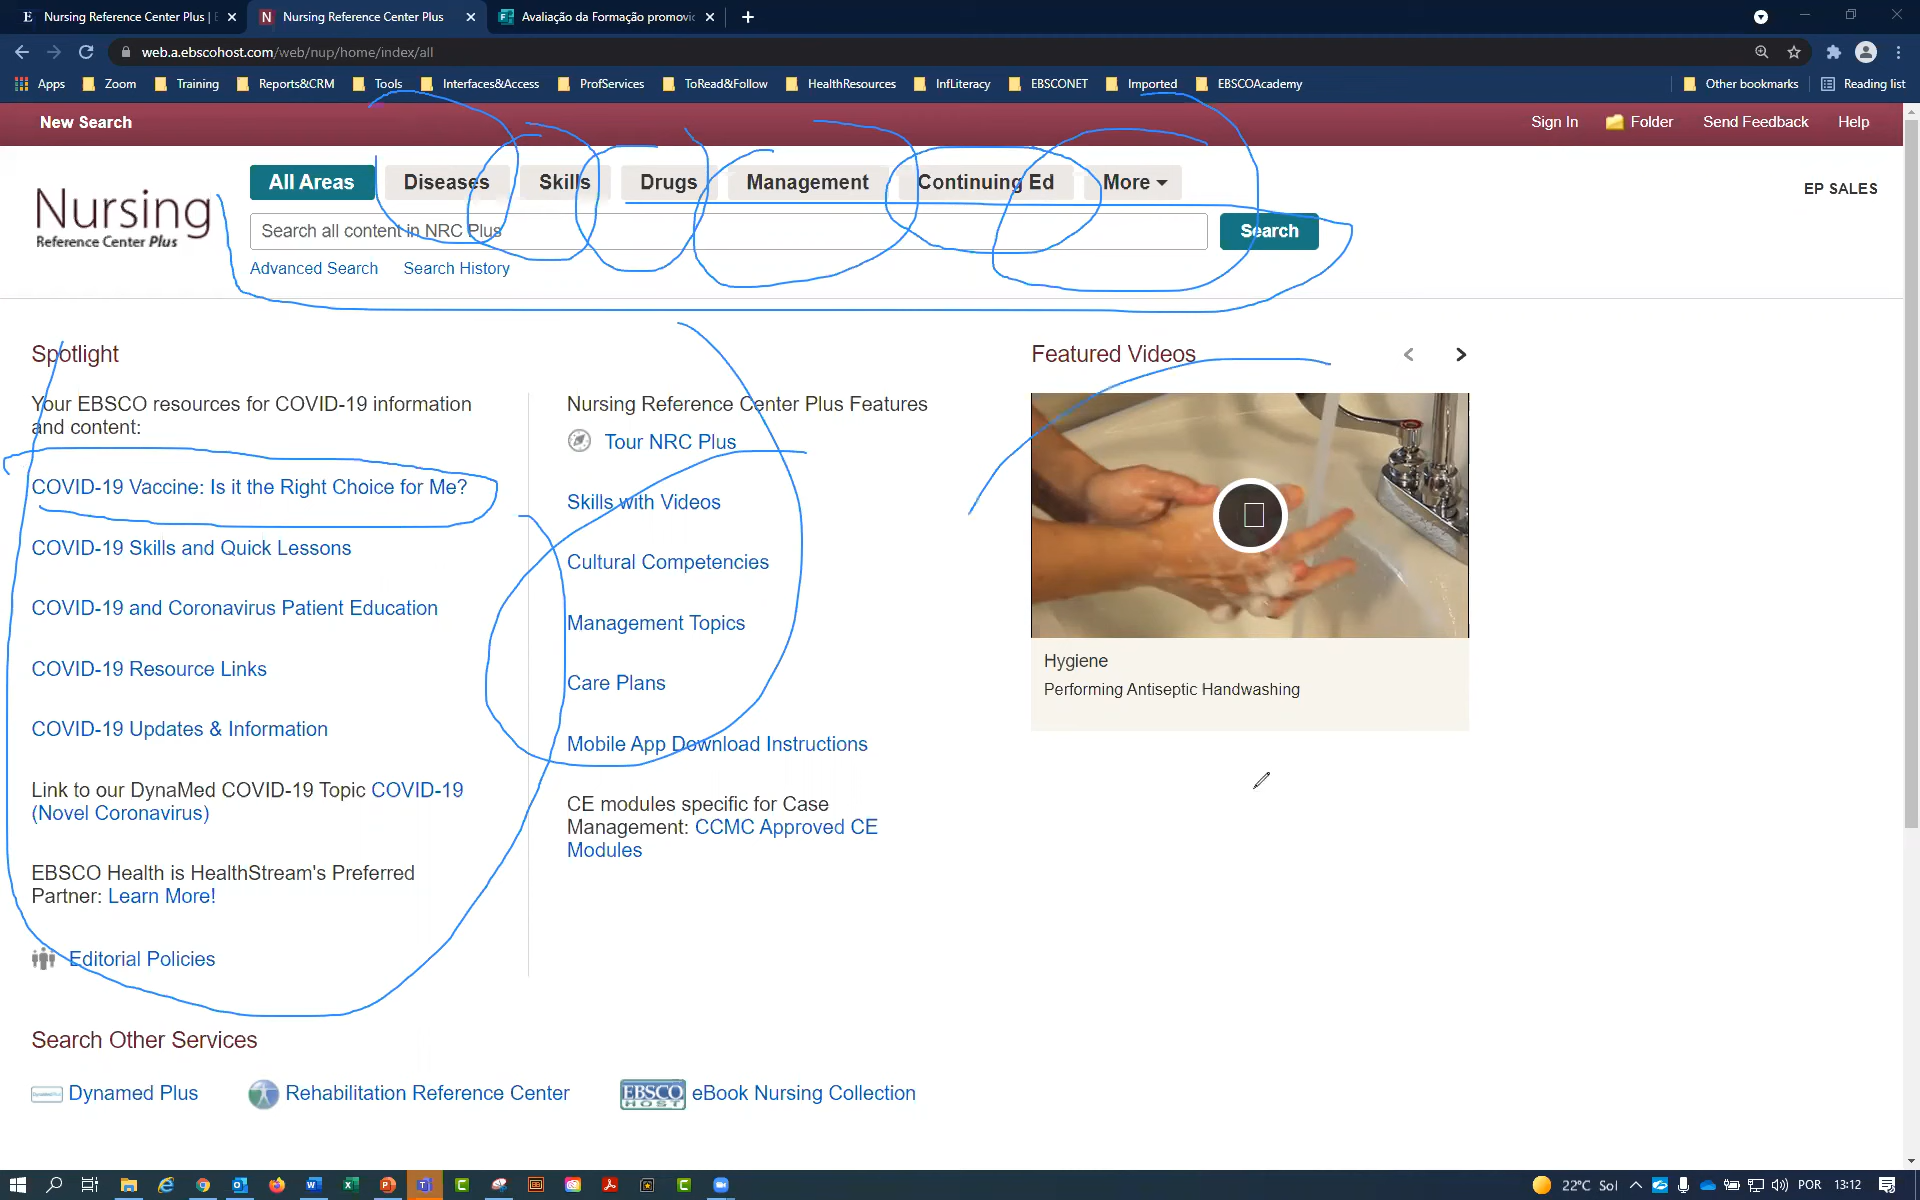 Nursing Reference Center Plus | E
Nursing Reference Center Plus
Avaliação da Formação promovid
web.a.ebscohost.com/web/nup/home/index/all
Apps Zoom Training Reports&CRM Tools Interfaces&Access ProfServices ToRead&Follow HealthResources InfLiteracy EBSCONET Imported EBSCOAcademy Other bookmarks Reading list
New Search Sign In Folder Send Feedback Help
All Areas Diseases Skills Drugs Management Continuing Ed More
EP SALES
Nursing
Reference Center Plus
Search all content in NRC Plus
Search
Advanced Search Search History
Spotlight
Your EBSCO resources for COVID-19 information
and content:
COVID-19 Vaccine: Is it the Right Choice for Me?
COVID-19 Skills and Quick Lessons
COVID-19 and Coronavirus Patient Education
COVID-19 Resource Links
COVID-19 Updates & Information
Link to our DynaMed COVID-19 Topic COVID-19
(Novel Coronavirus)
EBSCO Health is HealthStream's Preferred
Partner: Learn More!
Editorial Policies
Nursing Reference Center Plus Features
Tour NRC Plus
Skills with Videos
Cultural Competencies
Management Topics
Care Plans
Mobile App Download Instructions
CE modules specific for Case
Management: CCMC Approved CE
Modules
Featured Videos
Hygiene
Performing Antiseptic Handwashing
Search Other Services
Dynamed Plus
Rehabilitation Reference Center
EBSCO
HOST
eBook Nursing Collection
22°C Sol POR 13:12